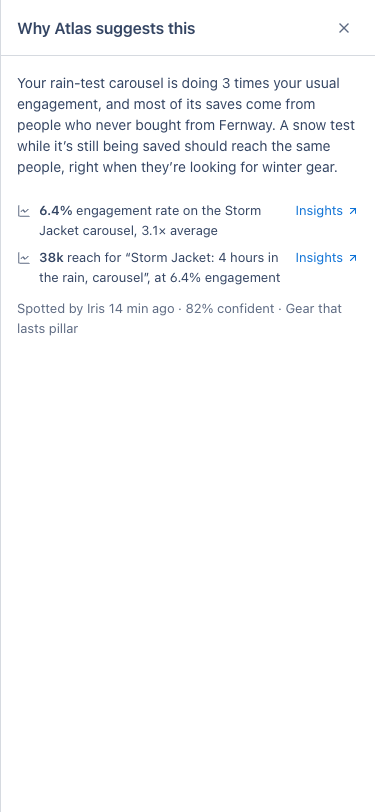 Why Atlas suggests this
Your rain-test carousel is doing 3 times your usual
engagement, and most of its saves come from
people who never bought from Fernway. A snow test
while it’s still being saved should reach the same
people, right when they’re looking for winter gear.
6.4% engagement rate on the Storm
Jacket carousel, 3.1× average
Insights ↗
38k reach for “Storm Jacket: 4 hours in
the rain, carousel”, at 6.4% engagement
Insights ↗
Spotted by Iris 14 min ago · 82% confident · Gear that
lasts pillar